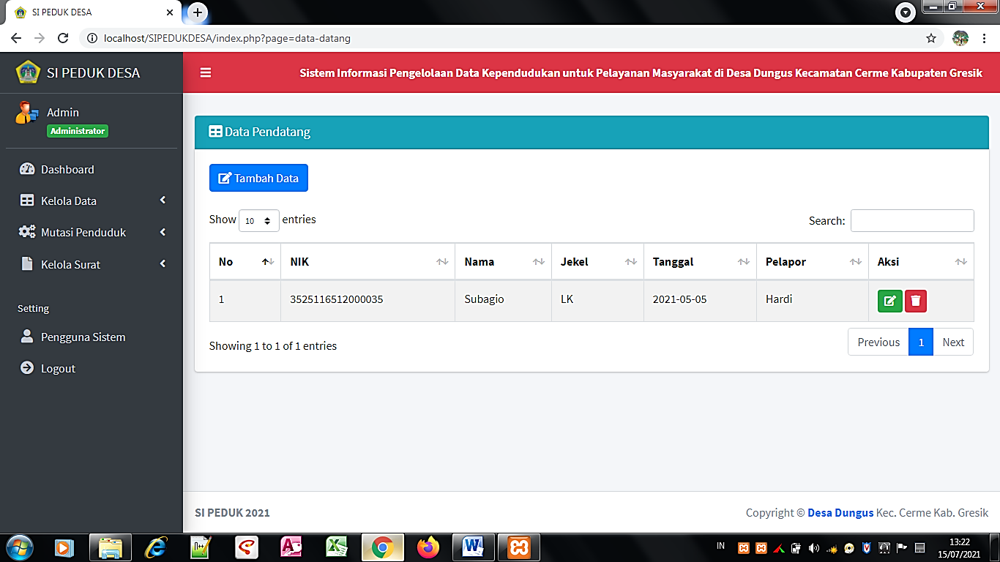 SI PEDUK DESA
localhost/SIPEDUKDESA/index.php?page=data-datang
SI PEDUK DESA
Sistem Informasi Pengelolaan Data Kependudukan untuk Pelayanan Masyarakat di Desa Dungus Kecamatan Cerme Kabupaten Gresik
Admin
Administrator
Dashboard
Kelola Data
Mutasi Penduduk
Kelola Surat
Setting
Pengguna Sistem
Logout
Data Pendatang
Tambah Data
Show 10 entries
Search:
No NIK Nama Jekel Tanggal Pelapor Aksi
1 3525116512000035 Subagio LK 2021-05-05 Hardi
Showing 1 to 1 of 1 entries
Previous 1 Next
SI PEDUK 2021
Copyright © Desa Dungus Kec. Cerme Kab. Gresik
IN
13:22
15/07/2021